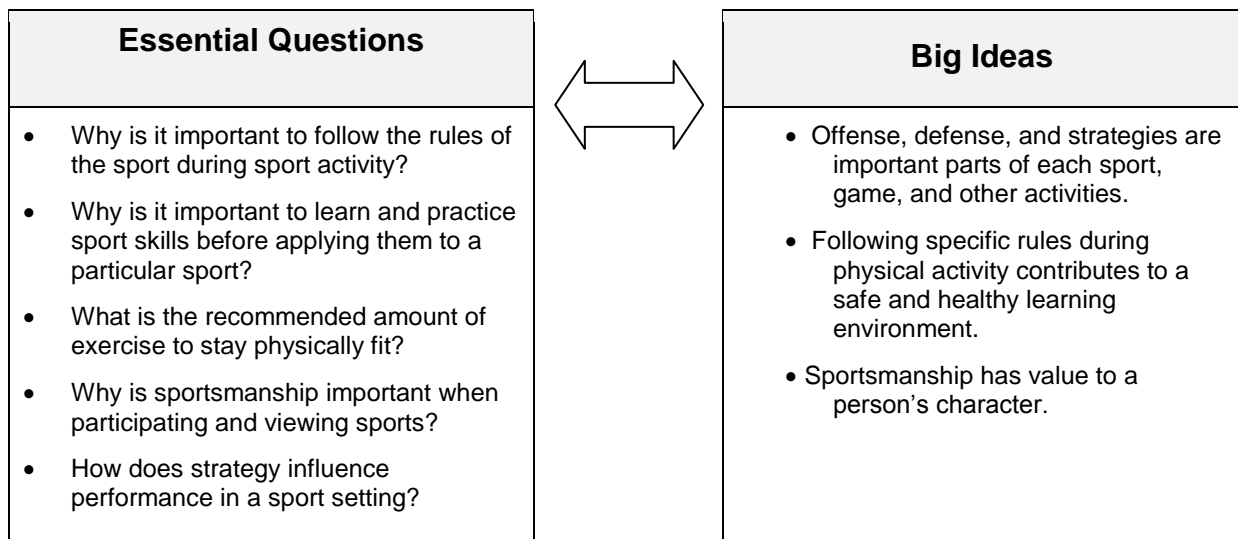 Essential Questions
• Why is it important to follow the rules of
the sport during sport activity?
• Why is it important to learn and practice
sport skills before applying them to a
particular sport?
• What is the recommended amount of
exercise to stay physically fit?
• Why is sportsmanship important when
participating and viewing sports?
• How does strategy influence
performance in a sport setting?
Big Ideas
• Offense, defense, and strategies are
important parts of each sport,
game, and other activities.
• Following specific rules during
physical activity contributes to a
safe and healthy learning
environment.
• Sportsmanship has value to a
person’s character.